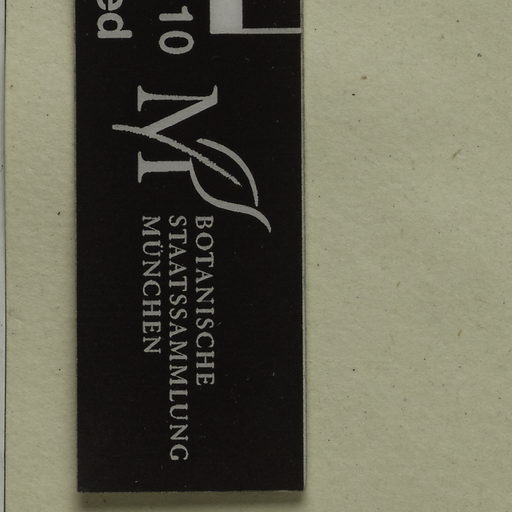 10
BOTANISCHE
STAATSSAMMLUNG
MÜNCHEN